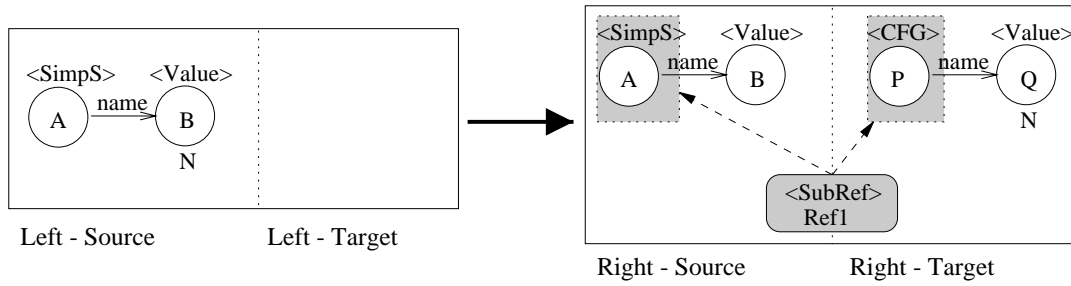 <SimpS> <Value>
name
A B
N
Left - Source Left - Target
<SimpS> <Value> <CFG> <Value>
name name
A B P Q
N
<SubRef>
Ref1
Right - Source Right - Target